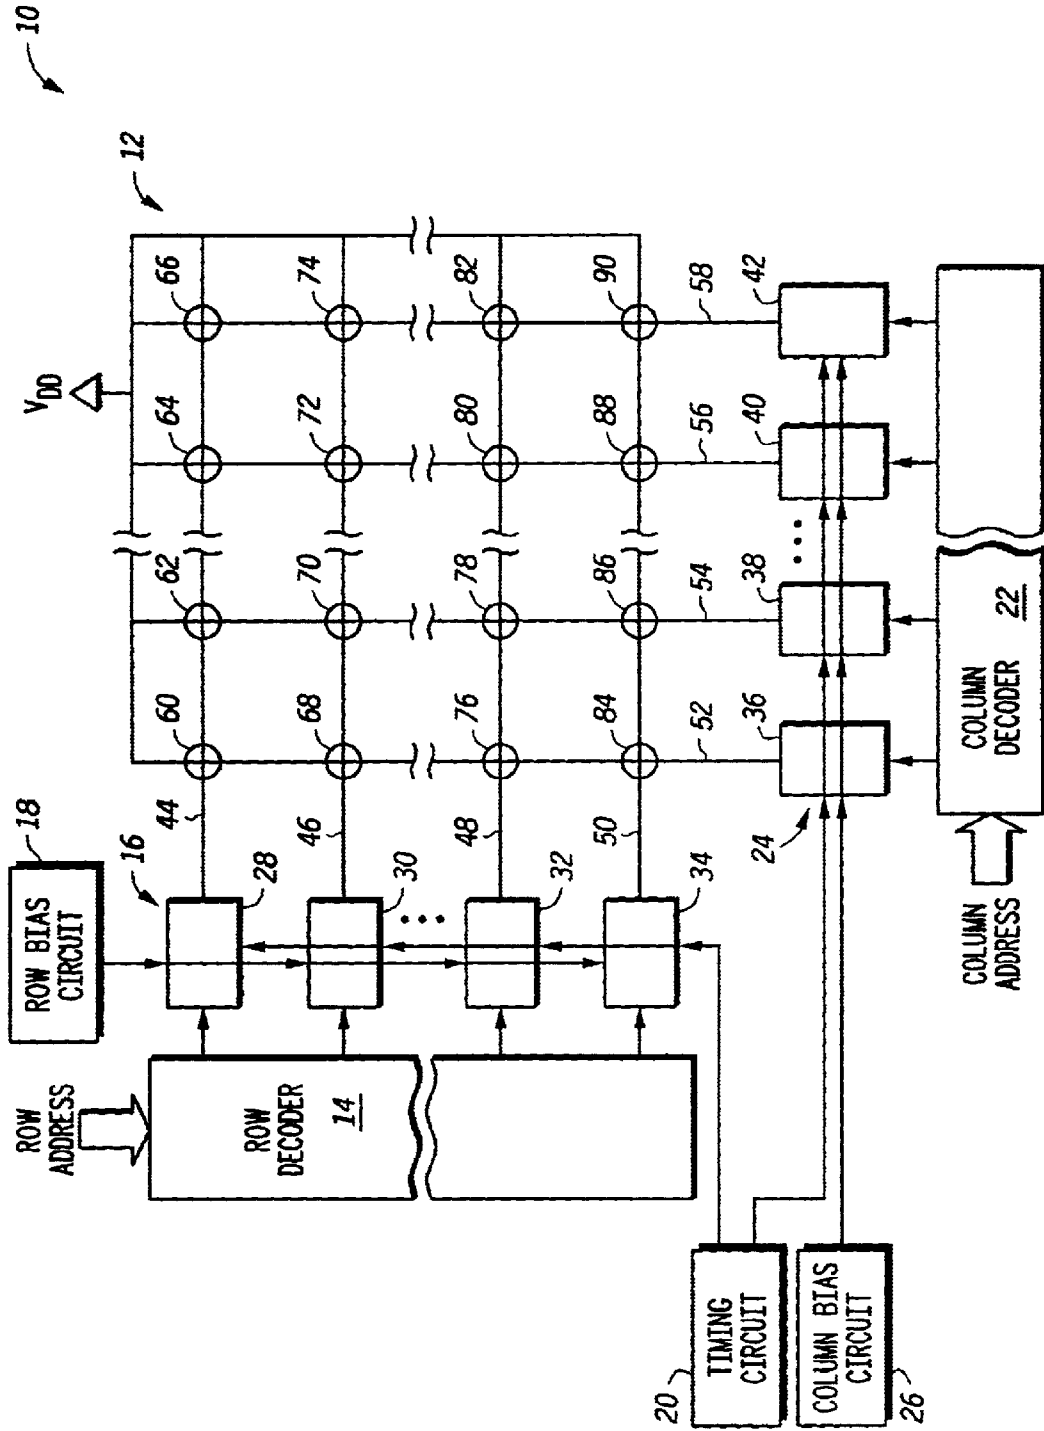 10
12
V DD
18
ROW BIAS
CIRCUIT
ROW
ADDRESS
16
44
60
62
64
66
28
46
68
70
72
74
30
ROW
DECODER
14
48
76
78
80
82
32
50
84
86
88
90
34
52
54
56
58
36
38
40
42
24
20
TIMING
CIRCUIT
COLUMN BIAS
CIRCUIT
26
COLUMN
ADDRESS
COLUMN
DECODER
22